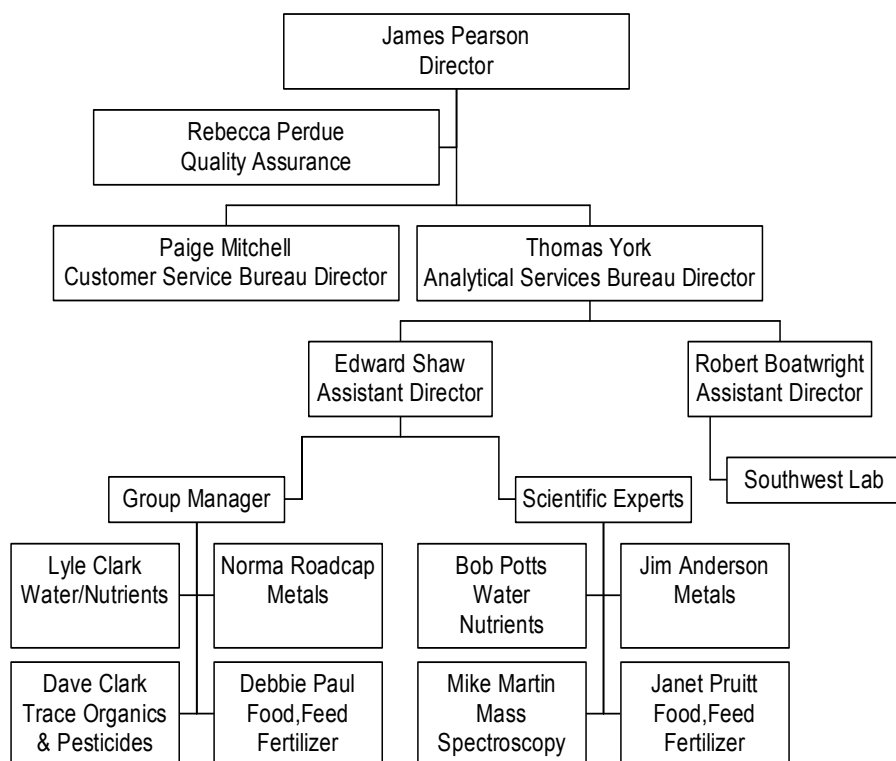 James Pearson
Director
Rebecca Perdue
Quality Assurance
Paige Mitchell
Customer Service Bureau Director
Thomas York
Analytical Services Bureau Director
Edward Shaw
Assistant Director
Robert Boatwright
Assistant Director
Southwest Lab
Group Manager
Scientific Experts
Lyle Clark
Water/Nutrients
Norma Roadcap
Metals
Bob Potts
Water
Nutrients
Jim Anderson
Metals
Dave Clark
Trace Organics
& Pesticides
Debbie Paul
Food,Feed
Fertilizer
Mike Martin
Mass
Spectroscopy
Janet Pruitt
Food,Feed
Fertilizer